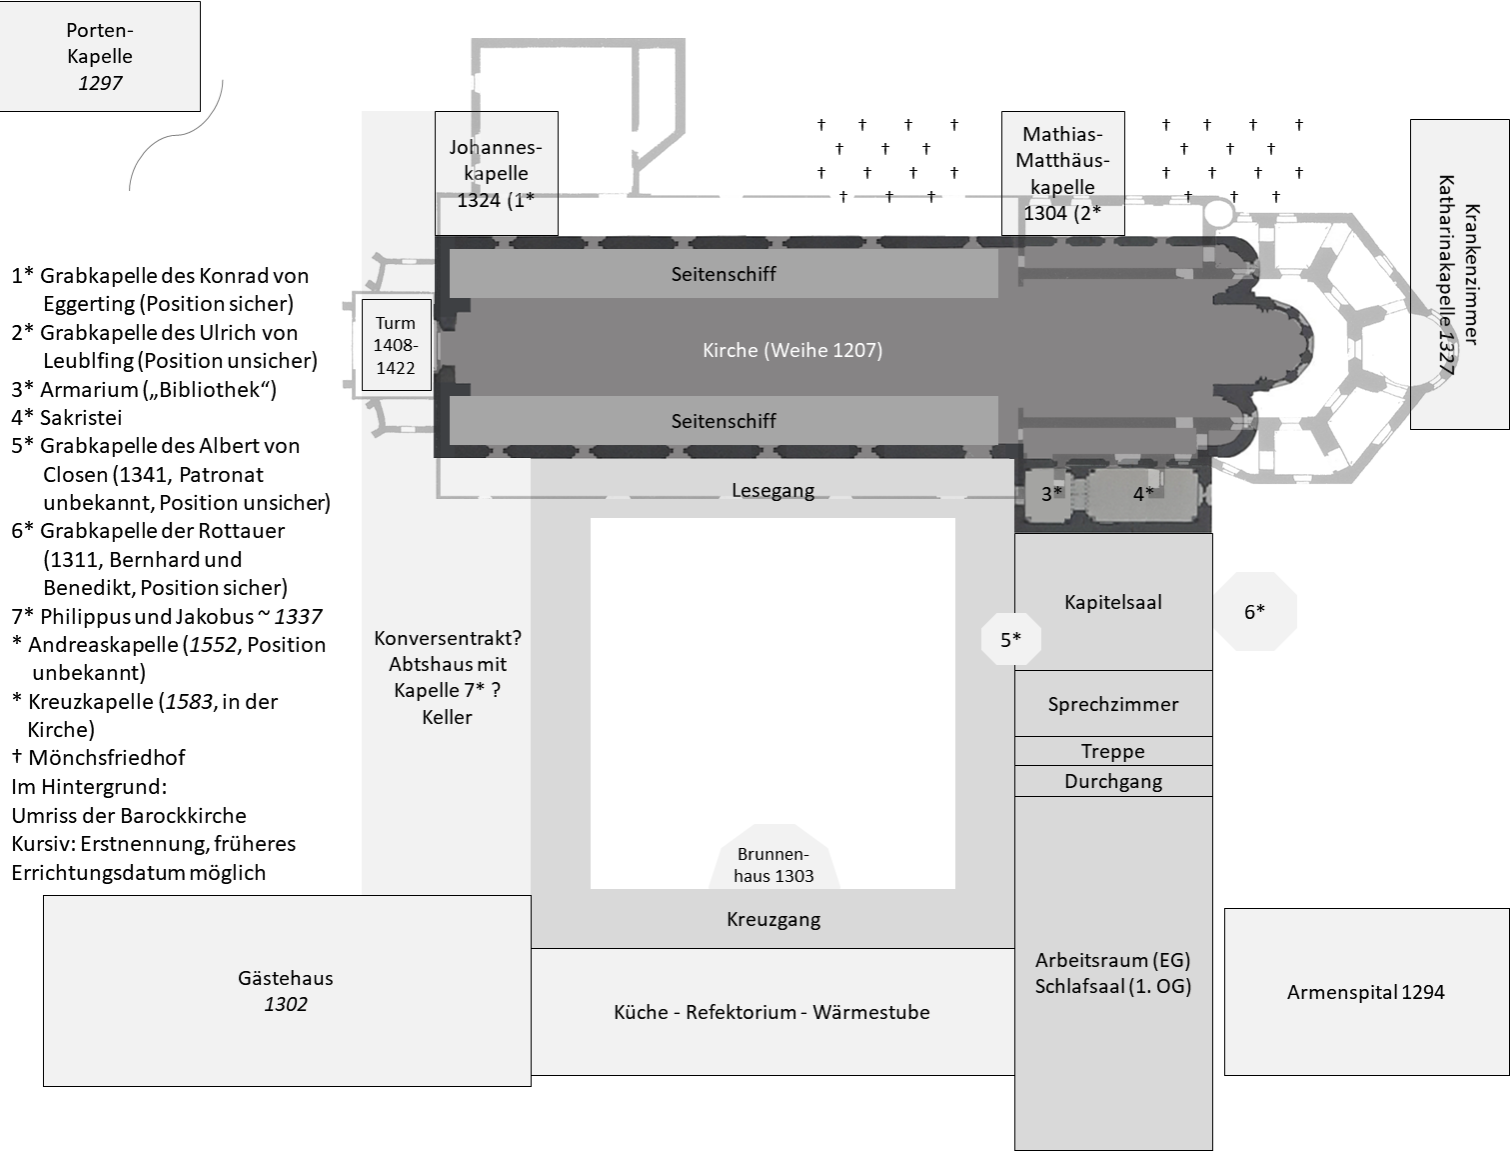 Porten-
Kapelle
1297
Johannes-
kapelle
1324 (1*
Mathias-
Matthäus-
kapelle
1304 (2*
† † † †
† † †
† † † †
† † †
† † † †
† † †
† † † †
† † †
Krankenzimmer
Katharinakapelle 1327
1* Grabkapelle des Konrad von
Eggerting (Position sicher)
2* Grabkapelle des Ulrich von
Leublfing (Position unsicher)
3* Armarium („Bibliothek“)
4* Sakristei
5* Grabkapelle des Albert von
Closen (1341, Patronat
unbekannt, Position unsicher)
6* Grabkapelle der Rottauer
(1311, Bernhard und
Benedikt, Position sicher)
7* Philippus und Jakobus ~ 1337
* Andreaskapelle (1552, Position
unbekannt)
* Kreuzkapelle (1583, in der
Kirche)
† Mönchsfriedhof
Im Hintergrund:
Umriss der Barockkirche
Kursiv: Erstnennung, früheres
Errichtungsdatum möglich
Turm
1408-
1422
Seitenschiff
Kirche (Weihe 1207)
Seitenschiff
Lesegang
3*
4*
Kapitelsaal
5*
6*
Konversentrakt?
Abtshaus mit
Kapelle 7* ?
Keller
Sprechzimmer
Treppe
Durchgang
Brunnen-
haus 1303
Kreuzgang
Gästehaus
1302
Küche - Refektorium - Wärmestube
Arbeitsraum (EG)
Schlafsaal (1. OG)
Armenspital 1294